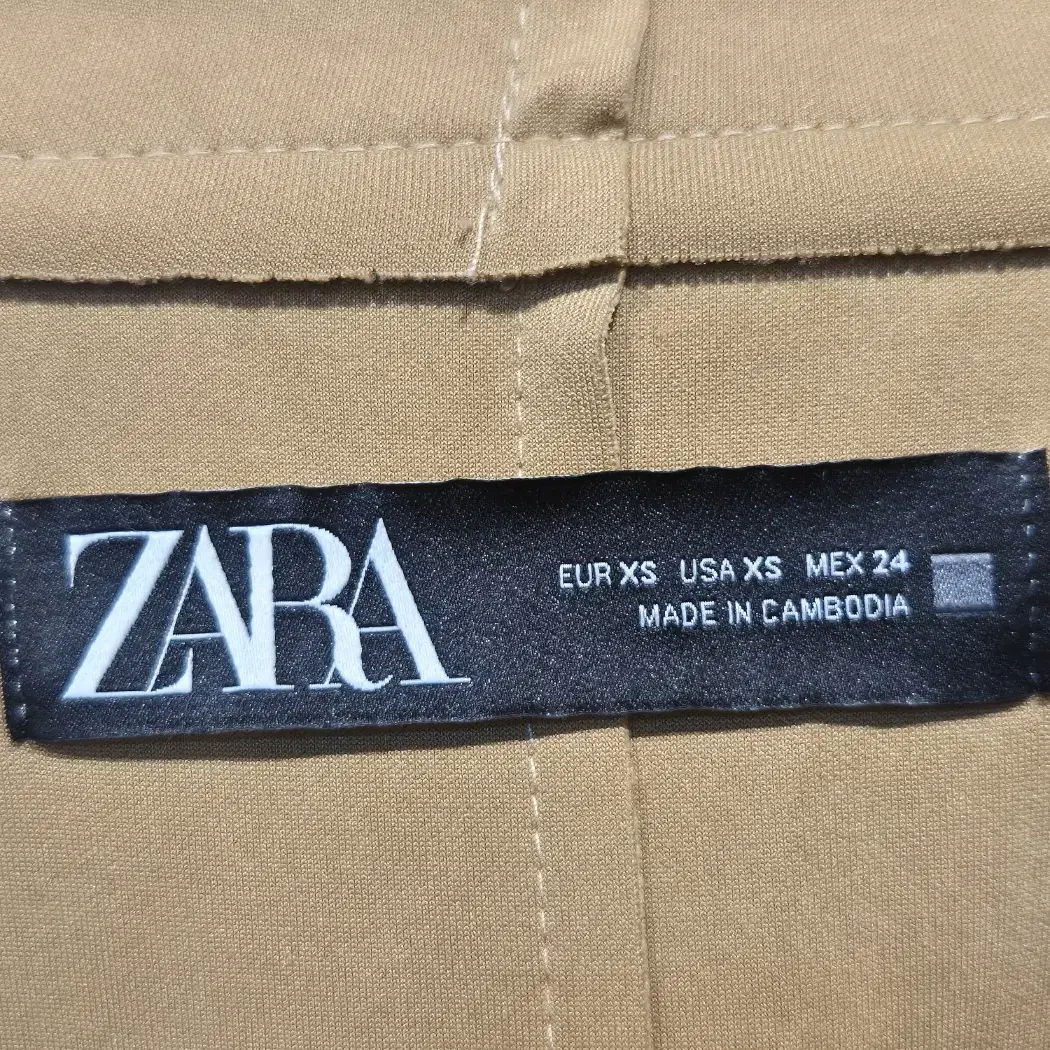 ZARA
EUR XS USA XS MEX 24
MADE IN CAMBODIA